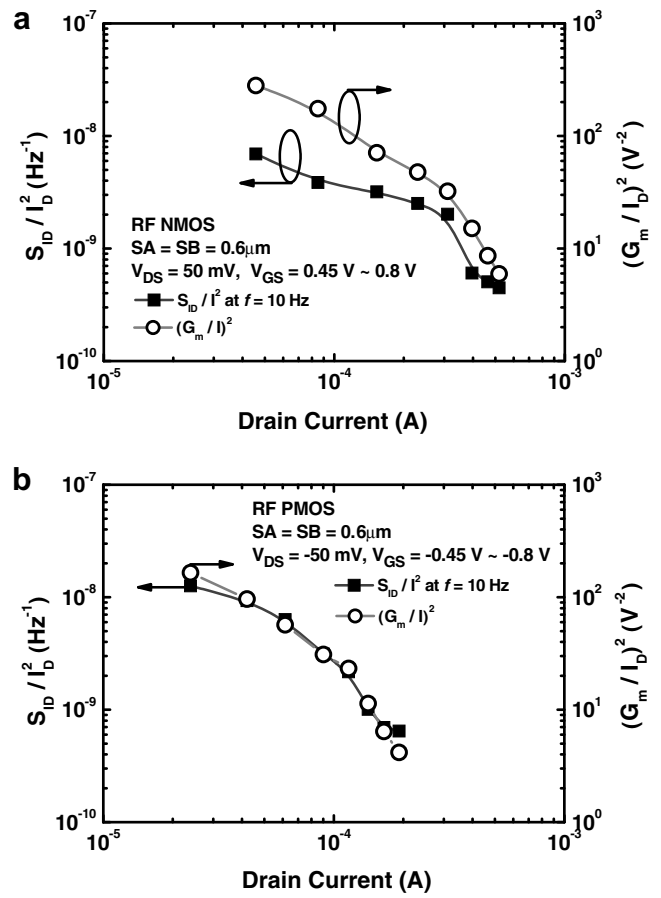 a
10⁻⁷
10⁻⁸
10⁻⁹
10⁻¹⁰
S_ID / I²_D (Hz⁻¹)
10³
10²
10¹
10⁰
(G_m / I_D)² (V⁻²)
RF NMOS
SA = SB = 0.6μm
V_DS = 50 mV, V_GS = 0.45 V ~ 0.8 V
S_ID / I² at f = 10 Hz
(G_m / I)²
10⁻⁵
10⁻⁴
10⁻³
Drain Current (A)
b
10⁻⁷
10⁻⁸
10⁻⁹
10⁻¹⁰
S_ID / I²_D (Hz⁻¹)
10³
10²
10¹
10⁰
(G_m / I_D)² (V⁻²)
RF PMOS
SA = SB = 0.6μm
V_DS = -50 mV, V_GS = -0.45 V ~ -0.8 V
S_ID / I² at f = 10 Hz
(G_m / I)²
10⁻⁵
10⁻⁴
10⁻³
Drain Current (A)